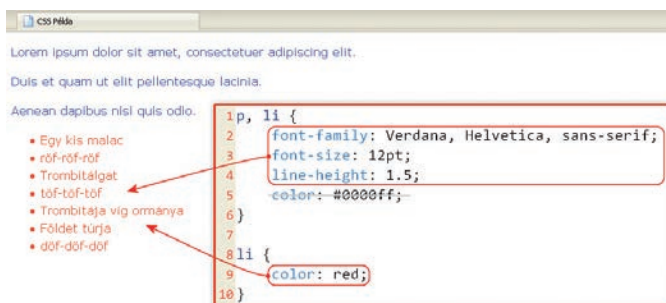 CSS Példa
Lorem ipsum dolor sit amet, consectetuer adipiscing elit.
Duis et quam ut elit pellentesque lacinia.
Aenean dapibus nisl quis odio.
• Egy kis malac
• röf-röf-röf
• Trombitálgat
• töf-töf-töf
• Trombitája víg ormánya
• Földet túrja
• döf-döf-döf
1 p, li {
2 font-family: Verdana, Helvetica, sans-serif;
3 font-size: 12pt;
4 line-height: 1.5;
5 color: #0000ff;
6 }
7
8 li {
9 color: red;
10 }